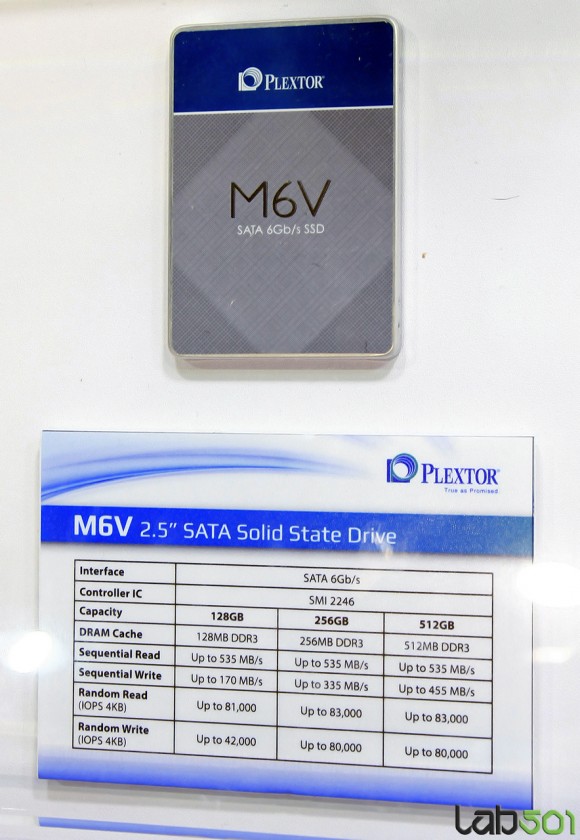 PLEXTOR
M6V
SATA 6Gb/s SSD
PLEXTOR
True as Promised
M6V 2.5" SATA Solid State Drive
Interface SATA 6Gb/s
Controller IC SMI 2246
Capacity 128GB 256GB 512GB
DRAM Cache 128MB DDR3 256MB DDR3 512MB DDR3
Sequential Read Up to 535 MB/s Up to 535 MB/s Up to 535 MB/s
Sequential Write Up to 170 MB/s Up to 335 MB/s Up to 455 MB/s
Random Read (IOPS 4KB) Up to 81,000 Up to 83,000 Up to 83,000
Random Write (IOPS 4KB) Up to 42,000 Up to 80,000 Up to 80,000
lab501